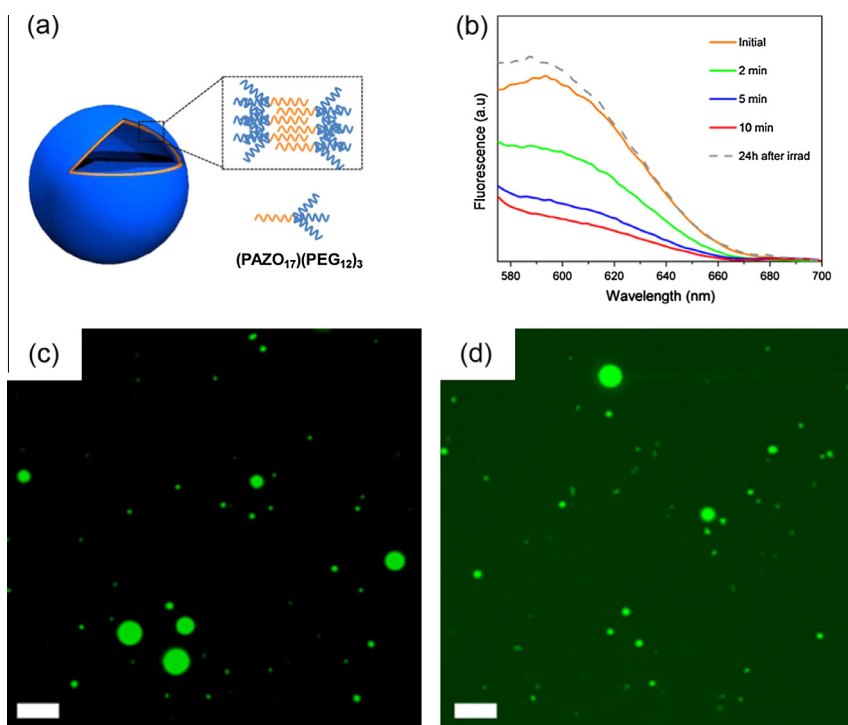 (a)
(PAZO₁₇)(PEG₁₂)₃
(b)
Fluorescence (a.u)
Initial
2 min
5 min
10 min
24h after irrad
580 600 620 640 660 680 700
Wavelength (nm)
(c)
(d)